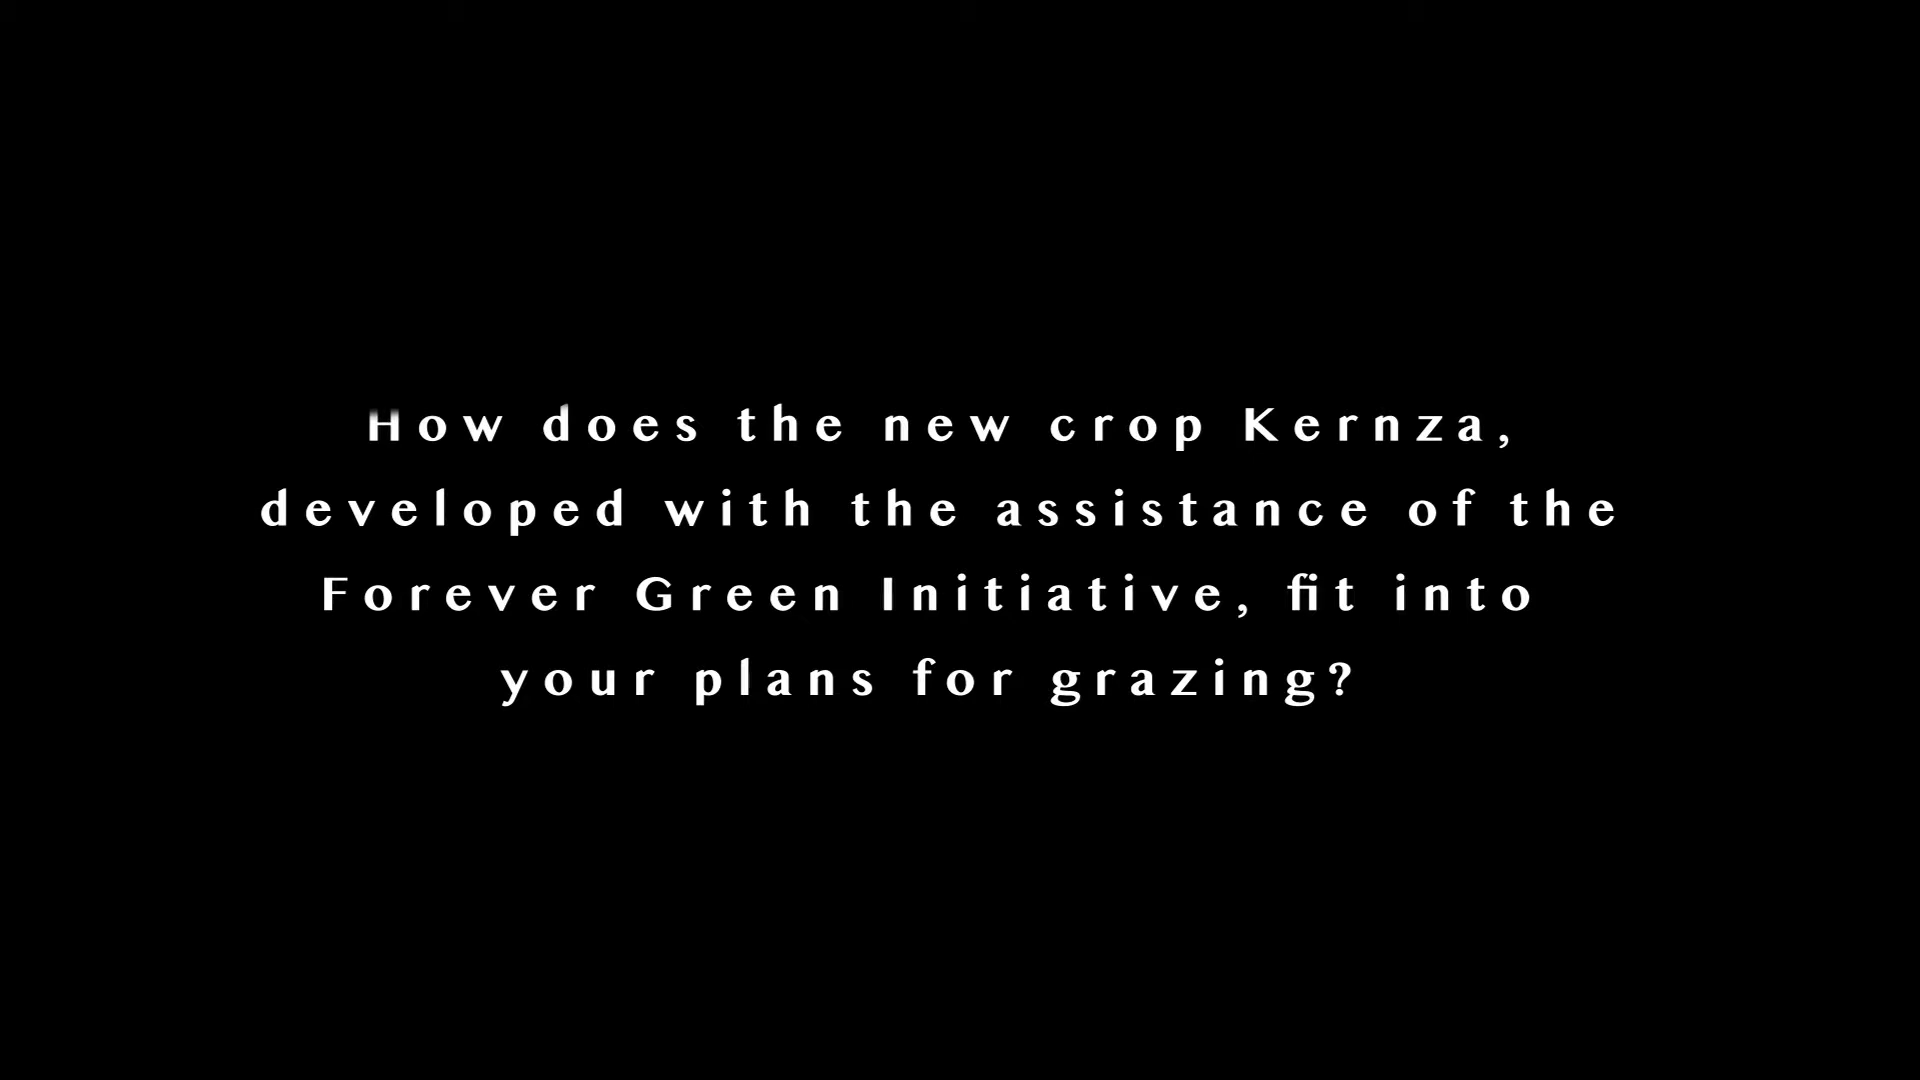 How does the new crop Kernza,
developed with the assistance of the
Forever Green Initiative, fit into
your plans for grazing?